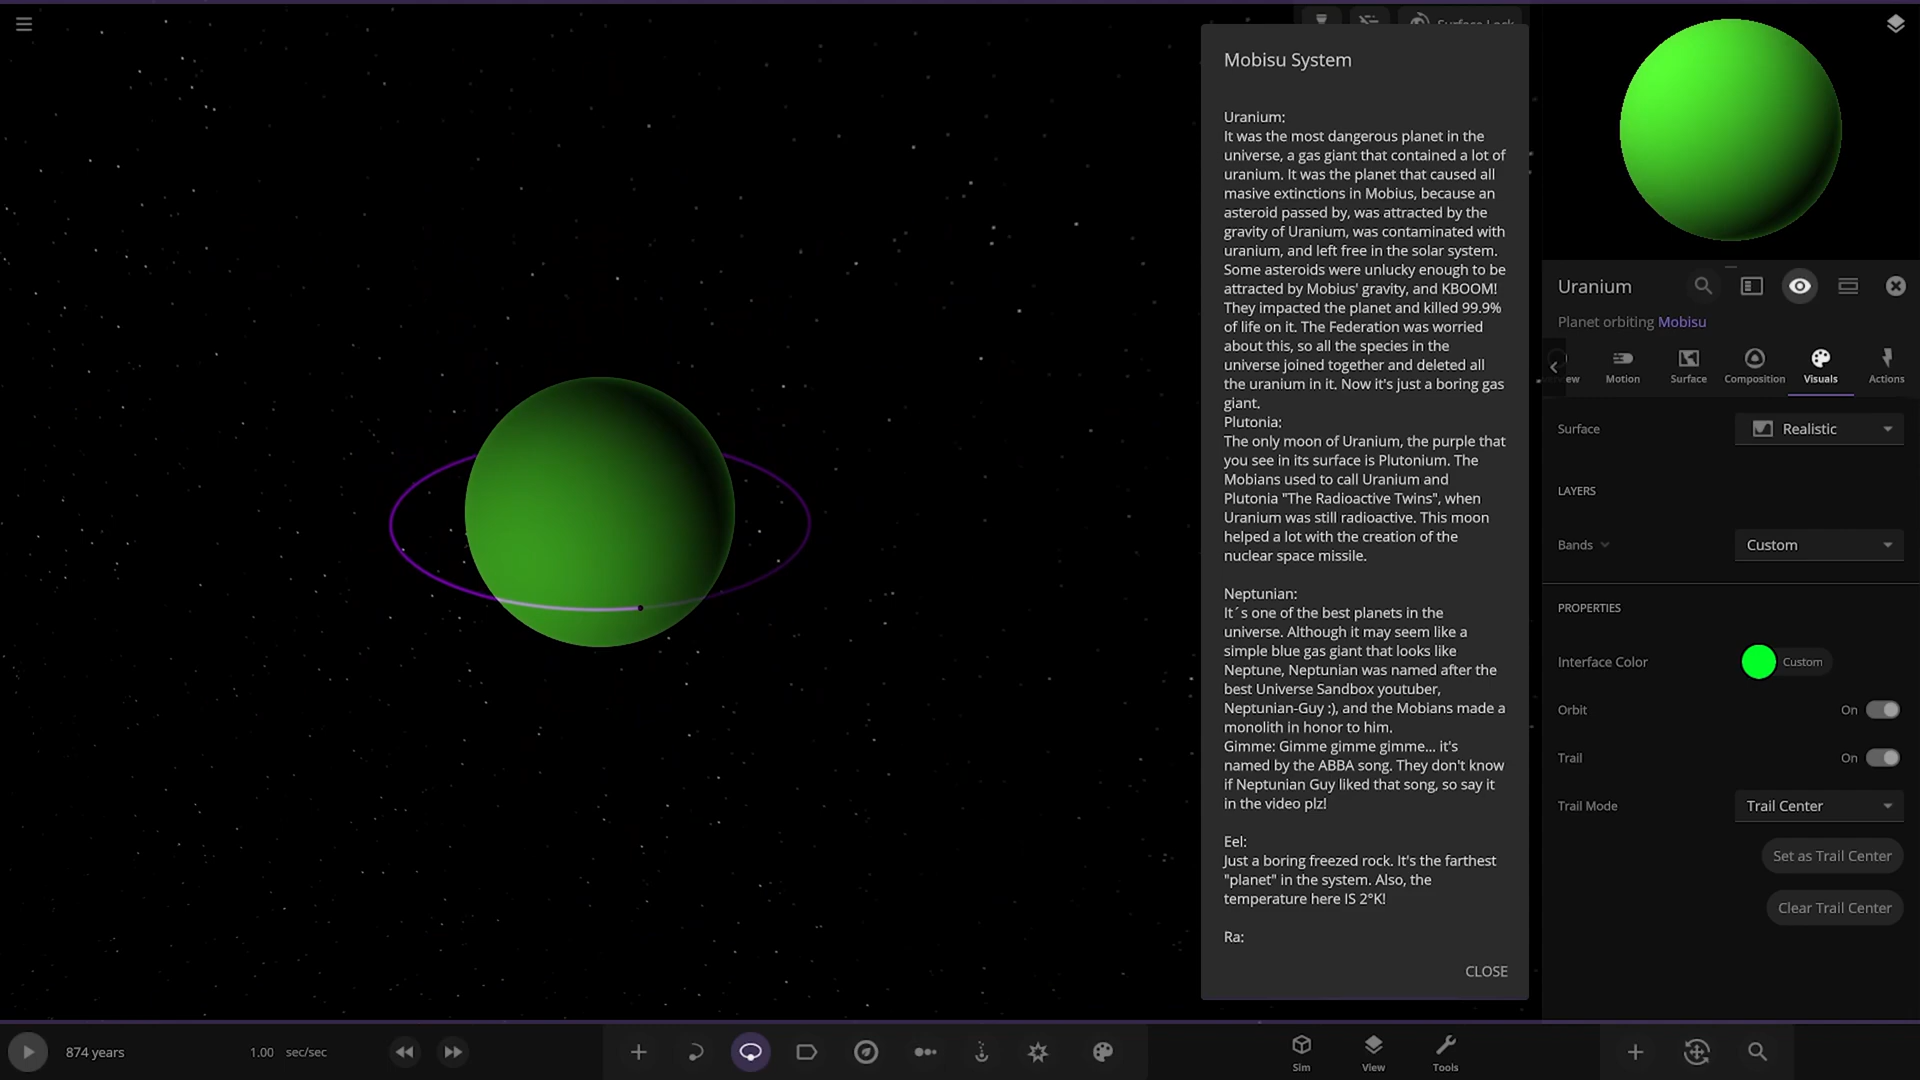 Surface Lock
Mobisu System
Uranium:
It was the most dangerous planet in the
universe, a gas giant that contained a lot of
uranium. It was the planet that caused all
masive extinctions in Mobius, because an
asteroid passed by, was attracted by the
gravity of Uranium, was contaminated with
uranium, and left free in the solar system.
Some asteroids were unlucky enough to be
attracted by Mobius' gravity, and KBOOM!
They impacted the planet and killed 99.9%
of life on it. The Federation was worried
about this, so all the species in the
universe joined together and deleted all
the uranium in it. Now it's just a boring gas
giant.
Plutonia:
The only moon of Uranium, the purple that
you see in its surface is Plutonium. The
Mobians used to call Uranium and
Plutonia "The Radioactive Twins", when
Uranium was still radioactive. This moon
helped a lot with the creation of the
nuclear space missile.
Neptunian:
It´s one of the best planets in the
universe. Although it may seem like a
simple blue gas giant that looks like
Neptune, Neptunian was named after the
best Universe Sandbox youtuber,
Neptunian-Guy :), and the Mobians made a
monolith in honor to him.
Gimme: Gimme gimme gimme... it's
named by the ABBA song. They don't know
if Neptunian Guy liked that song, so say it
in the video plz!
Eel:
Just a boring freezed rock. It's the farthest
"planet" in the system. Also, the
temperature here IS 2°K!
Ra:
CLOSE
Uranium
Planet orbiting Mobisu
ew Motion Surface Composition Visuals Actions
Surface Realistic
LAYERS
Bands Custom
PROPERTIES
Interface Color Custom
Orbit On
Trail On
Trail Mode Trail Center
Set as Trail Center
Clear Trail Center
874 years 1.00 sec/sec Sim View Tools